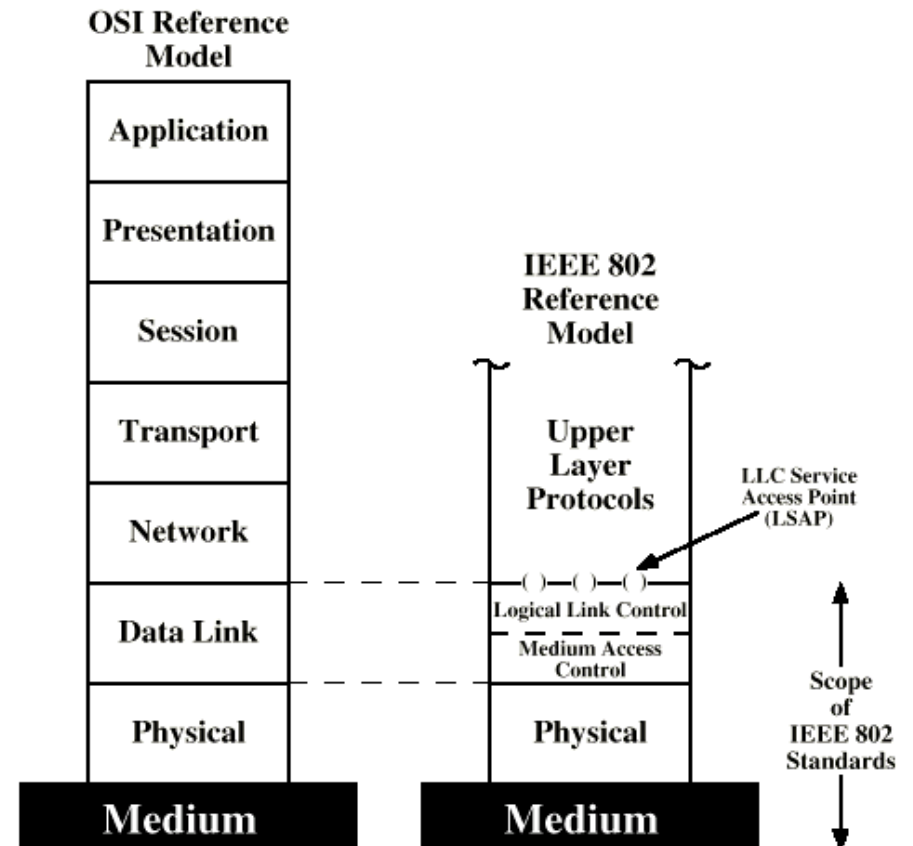 OSI Reference
Model
Application
Presentation
Session
Transport
Network
Data Link
Physical
Medium
IEEE 802
Reference
Model
Upper
Layer
Protocols
LLC Service
Access Point
(LSAP)
Logical Link Control
Medium Access
Control
Physical
Medium
Scope
of
IEEE 802
Standards